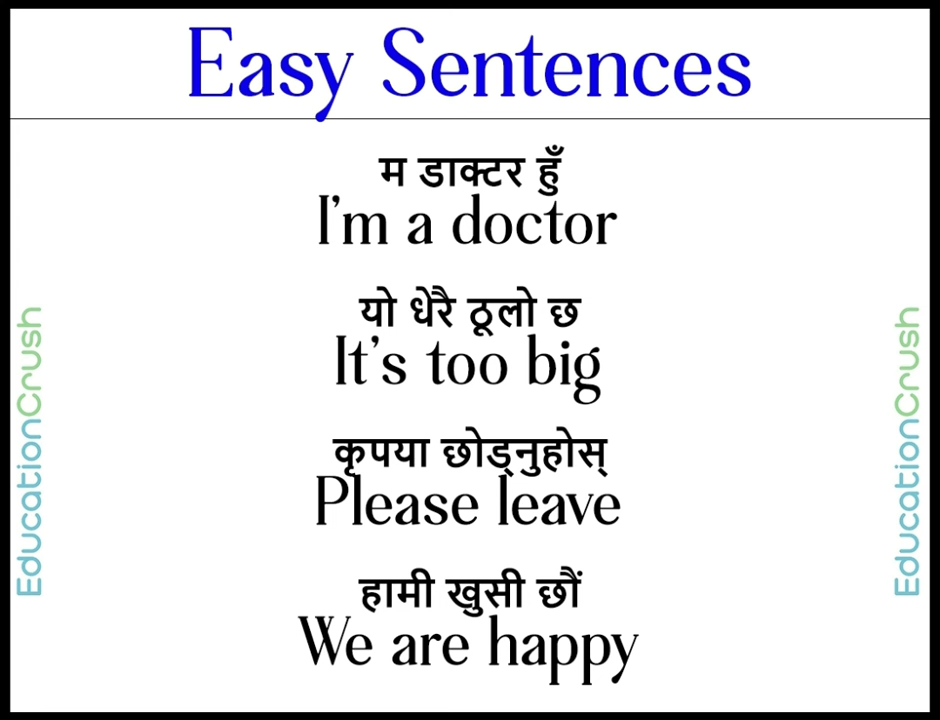 Easy Sentences
म डाक्टर हुँ
I'm a doctor
यो धेरै ठूलो छ
It's too big
कृपया छोड्नुहोस्
Please leave
हामी खुसी छौं
We are happy
EducationCrush
EducationCrush